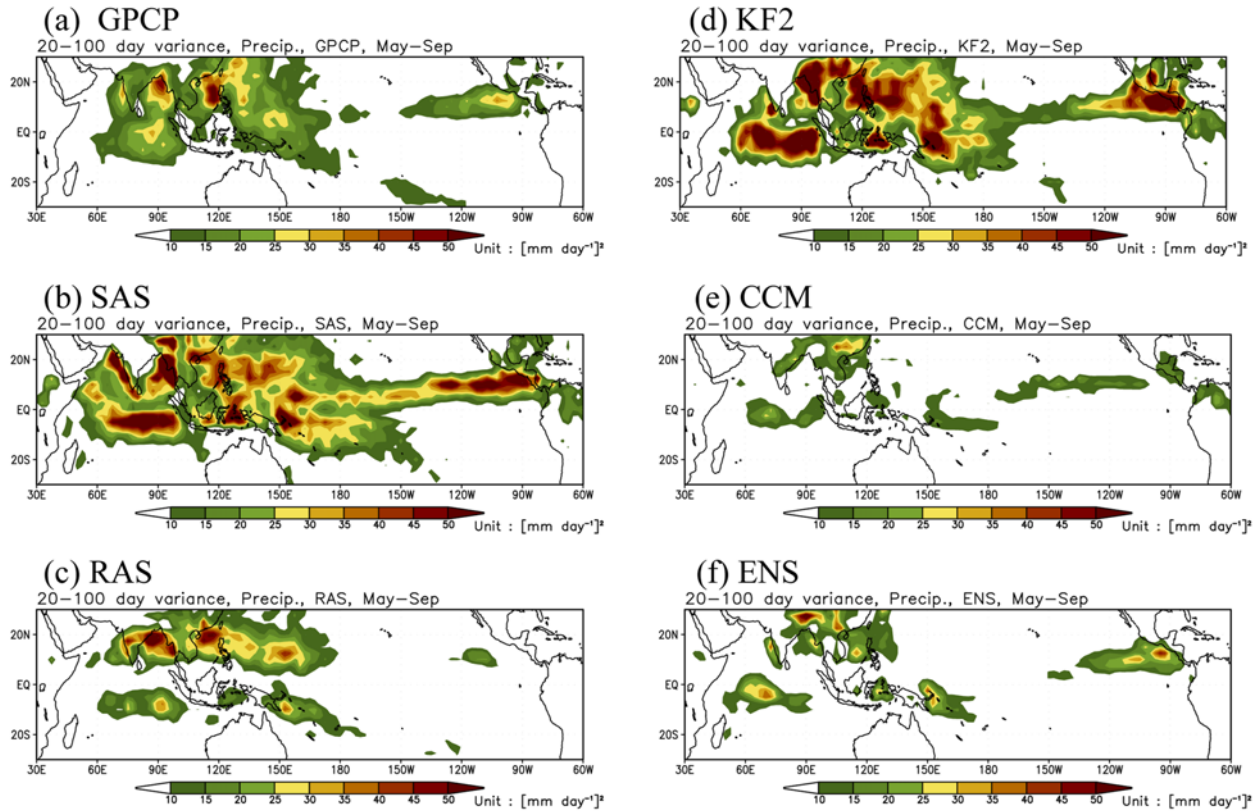 (a) GPCP
20-100 day variance, Precip., GPCP, May-Sep
20N
EQ
20S
30E 60E 90E 120E 150E 180 150W 120W 90W 60W
10 15 20 25 30 35 40 45 50 Unit : [mm day⁻¹]²
(b) SAS
20-100 day variance, Precip., SAS, May-Sep
20N
EQ
20S
30E 60E 90E 120E 150E 180 150W 120W 90W 60W
10 15 20 25 30 35 40 45 50 Unit : [mm day⁻¹]²
(c) RAS
20-100 day variance, Precip., RAS, May-Sep
20N
EQ
20S
30E 60E 90E 120E 150E 180 150W 120W 90W 60W
10 15 20 25 30 35 40 45 50 Unit : [mm day⁻¹]²
(d) KF2
20-100 day variance, Precip., KF2, May-Sep
20N
EQ
20S
30E 60E 90E 120E 150E 180 150W 120W 90W 60W
10 15 20 25 30 35 40 45 50 Unit : [mm day⁻¹]²
(e) CCM
20-100 day variance, Precip., CCM, May-Sep
20N
EQ
20S
30E 60E 90E 120E 150E 180 150W 120W 90W 60W
10 15 20 25 30 35 40 45 50 Unit : [mm day⁻¹]²
(f) ENS
20-100 day variance, Precip., ENS, May-Sep
20N
EQ
20S
30E 60E 90E 120E 150E 180 150W 120W 90W 60W
10 15 20 25 30 35 40 45 50 Unit : [mm day⁻¹]²